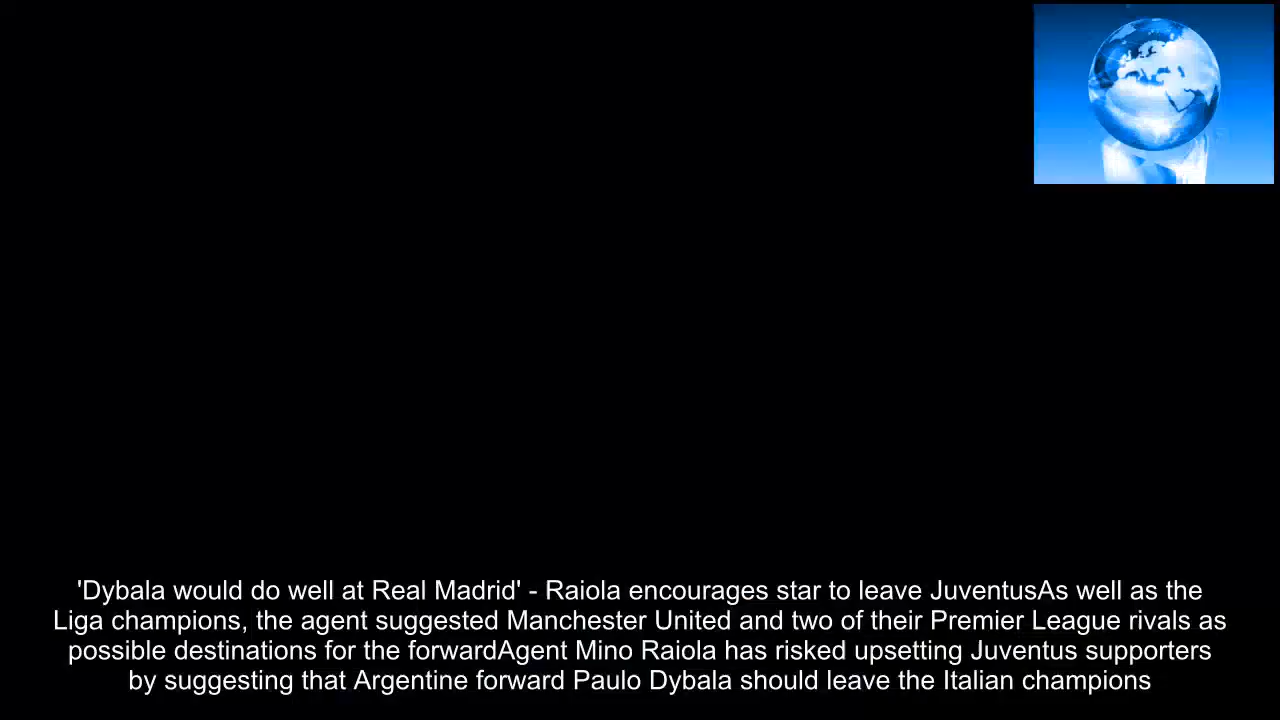 'Dybala would do well at Real Madrid' - Raiola encourages star to leave JuventusAs well as the
Liga champions, the agent suggested Manchester United and two of their Premier League rivals as
possible destinations for the forwardAgent Mino Raiola has risked upsetting Juventus supporters
by suggesting that Argentine forward Paulo Dybala should leave the Italian champions